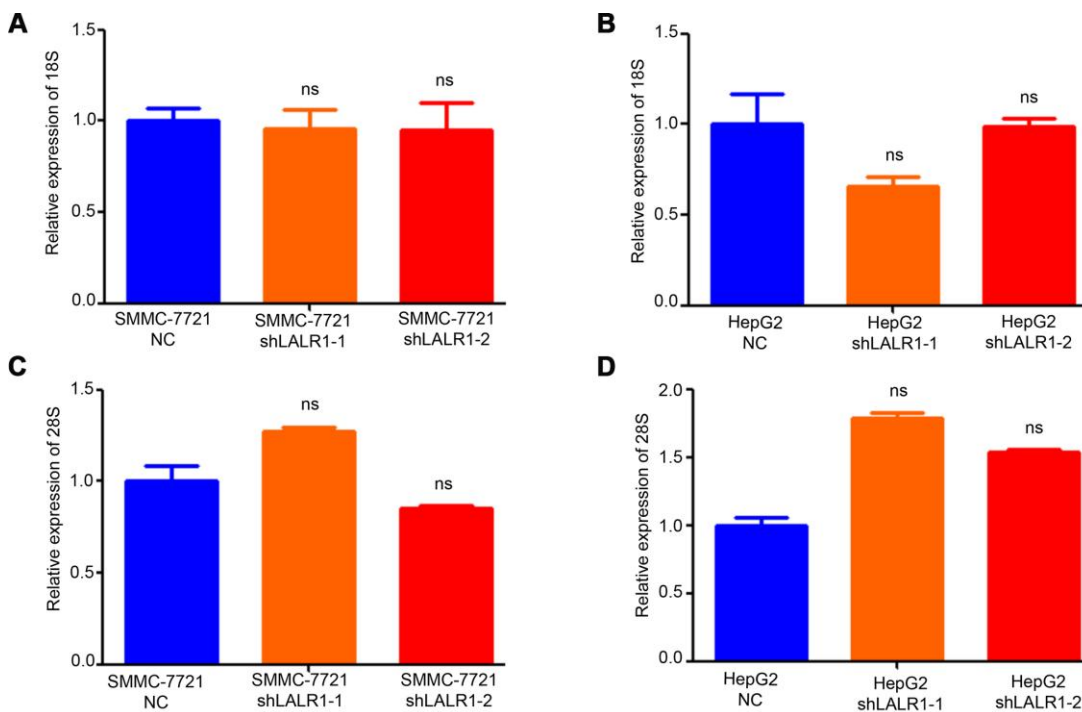 A
Relative expression of 18S
1.5
1.0
0.5
0.0
ns
ns
SMMC-7721
NC
SMMC-7721
shLALR1-1
SMMC-7721
shLALR1-2
B
Relative expression of 18S
1.5
1.0
0.5
0.0
ns
ns
HepG2
NC
HepG2
shLALR1-1
HepG2
shLALR1-2
C
Relative expression of 28S
1.5
1.0
0.5
0.0
ns
ns
SMMC-7721
NC
SMMC-7721
shLALR1-1
SMMC-7721
shLALR1-2
D
Relative expression of 28S
2.0
1.5
1.0
0.5
0.0
ns
ns
HepG2
NC
HepG2
shLALR1-1
HepG2
shLALR1-2